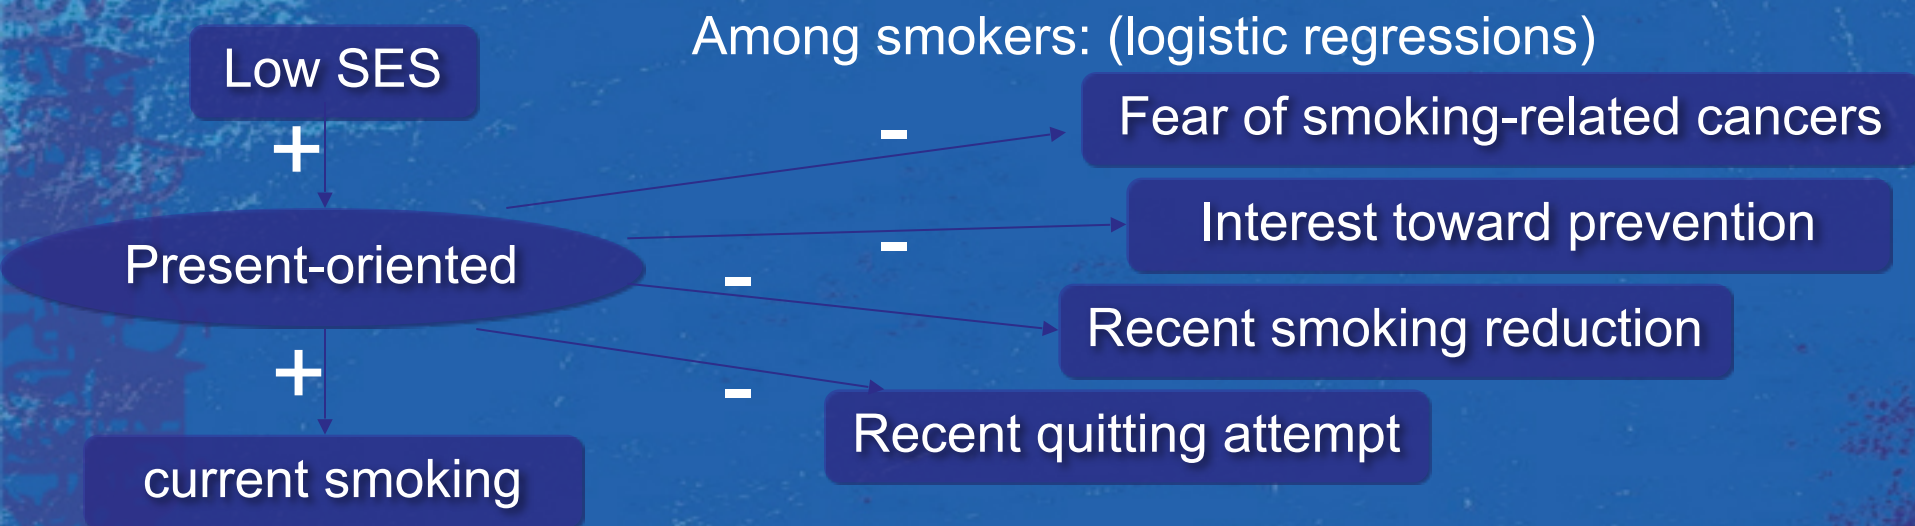 Among smokers: (logistic regressions)
Low SES
+
Present-oriented
+
current smoking
-
Fear of smoking-related cancers
-
Interest toward prevention
-
Recent smoking reduction
-
Recent quitting attempt